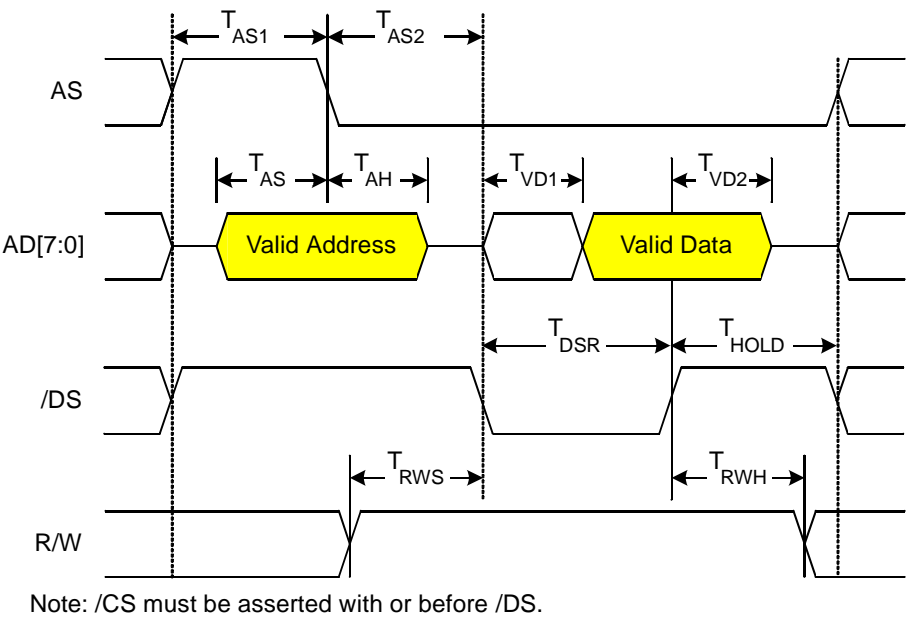 TAS1 TAS2
AS
TAS TAH TVD1 TVD2
AD[7:0] Valid Address Valid Data
TDSR THOLD
/DS
TRWS TRWH
R/W
Note: /CS must be asserted with or before /DS.